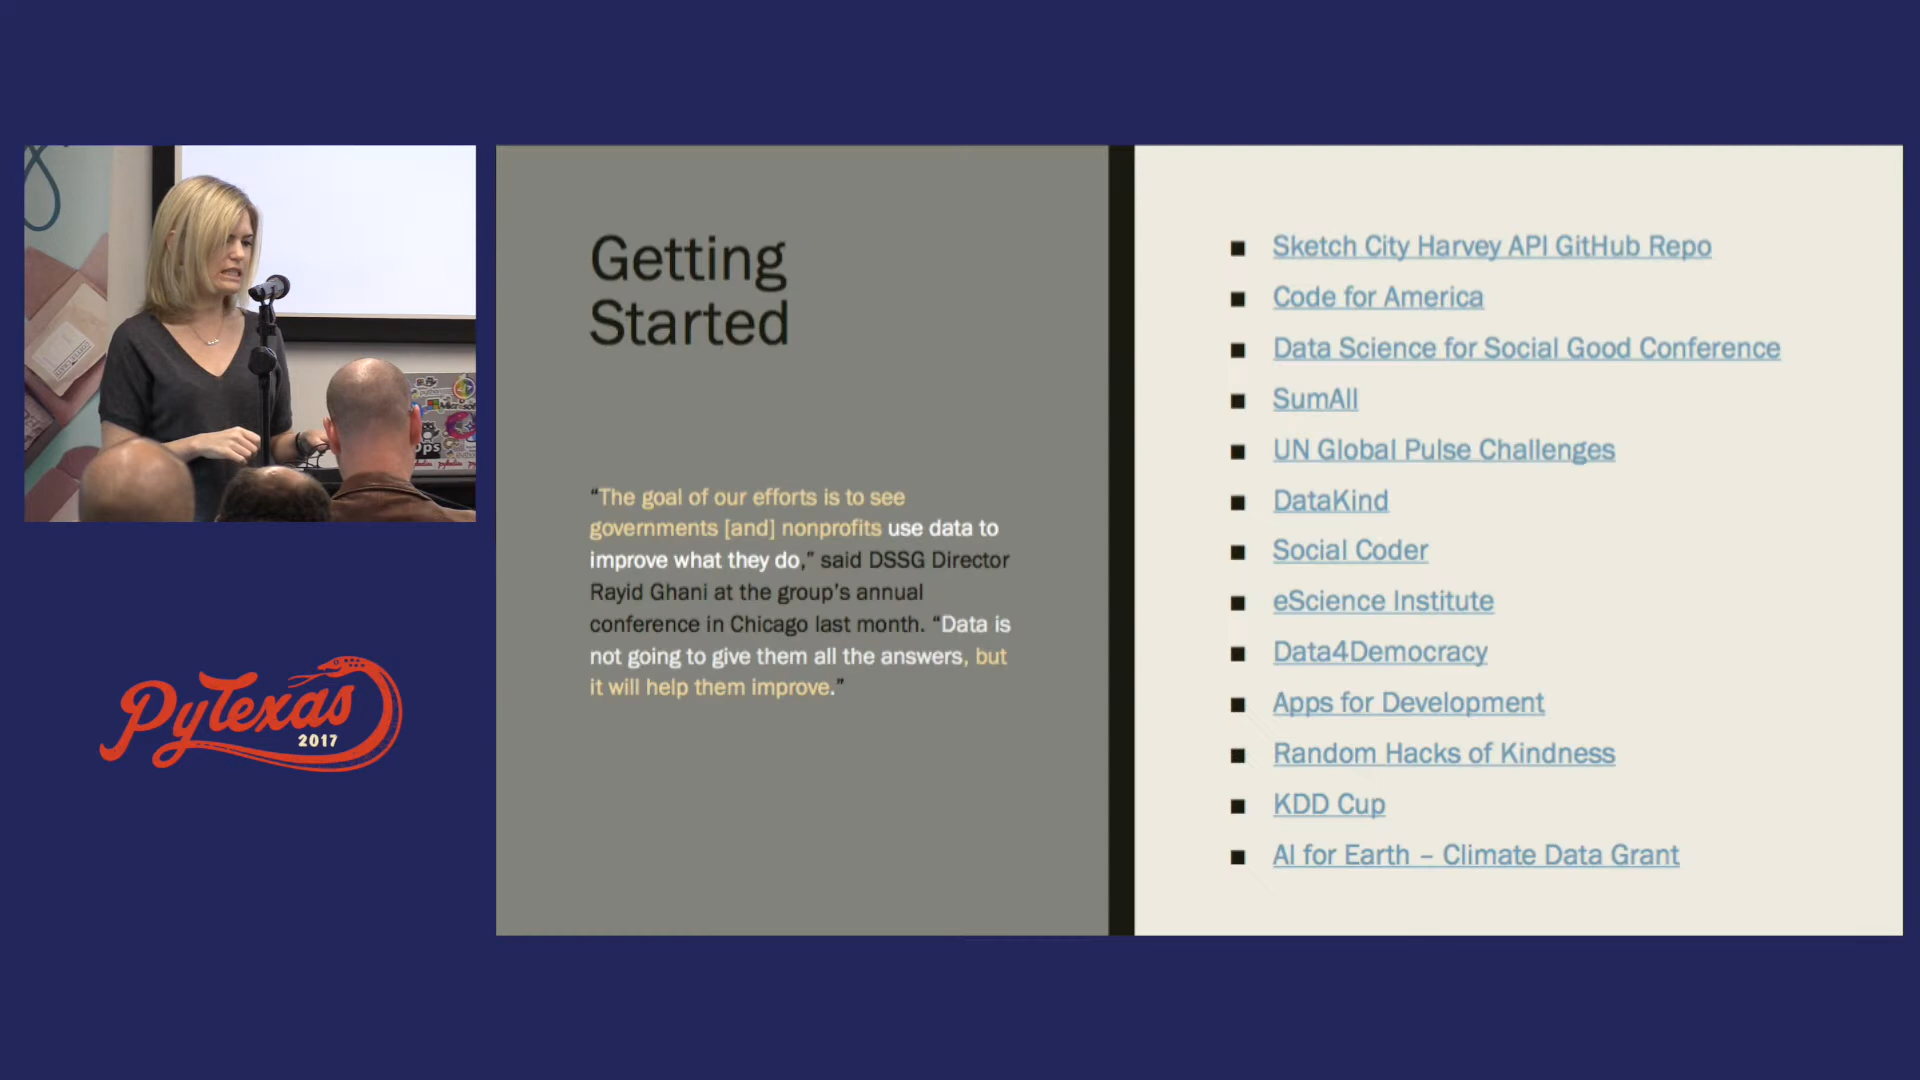 Getting
Started
“The goal of our efforts is to see
governments [and] nonprofits use data to
improve what they do,” said DSSG Director
Rayid Ghani at the group’s annual
conference in Chicago last month. “Data is
not going to give them all the answers, but
it will help them improve.”
■ Sketch City Harvey API GitHub Repo
■ Code for America
■ Data Science for Social Good Conference
■ SumAll
■ UN Global Pulse Challenges
■ DataKind
■ Social Coder
■ eScience Institute
■ Data4Democracy
■ Apps for Development
■ Random Hacks of Kindness
■ KDD Cup
■ AI for Earth – Climate Data Grant
PyTexas
2017